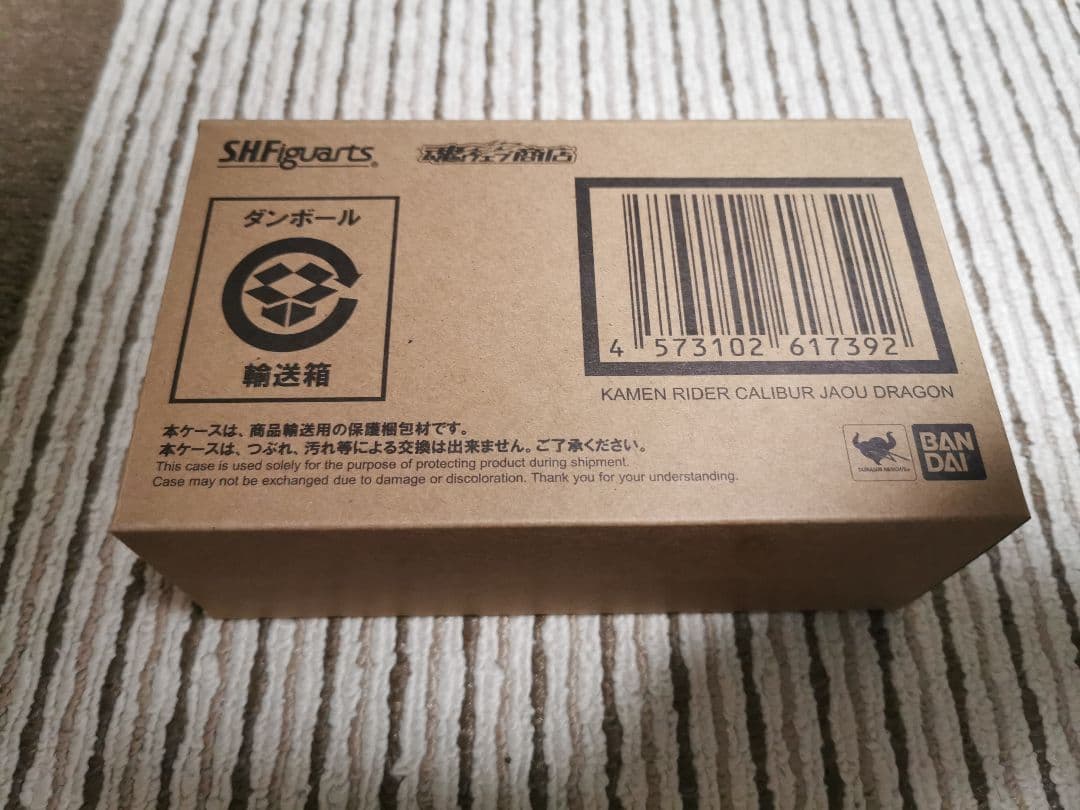 S.H.Figuarts
魂ウェブ商店
ダンボール
輸送箱
4 573102 617392
KAMEN RIDER CALIBUR JAOU DRAGON
本ケースは、商品輸送用の保護梱包材です。
本ケースは、つぶれ、汚れ等による交換は出来ません。ご了承ください。
This case is used solely for the purpose of protecting product during shipment.
Case may not be exchanged due to damage or discoloration. Thank you for your understanding.
TAMASHII NATIONS
BAN
DAI